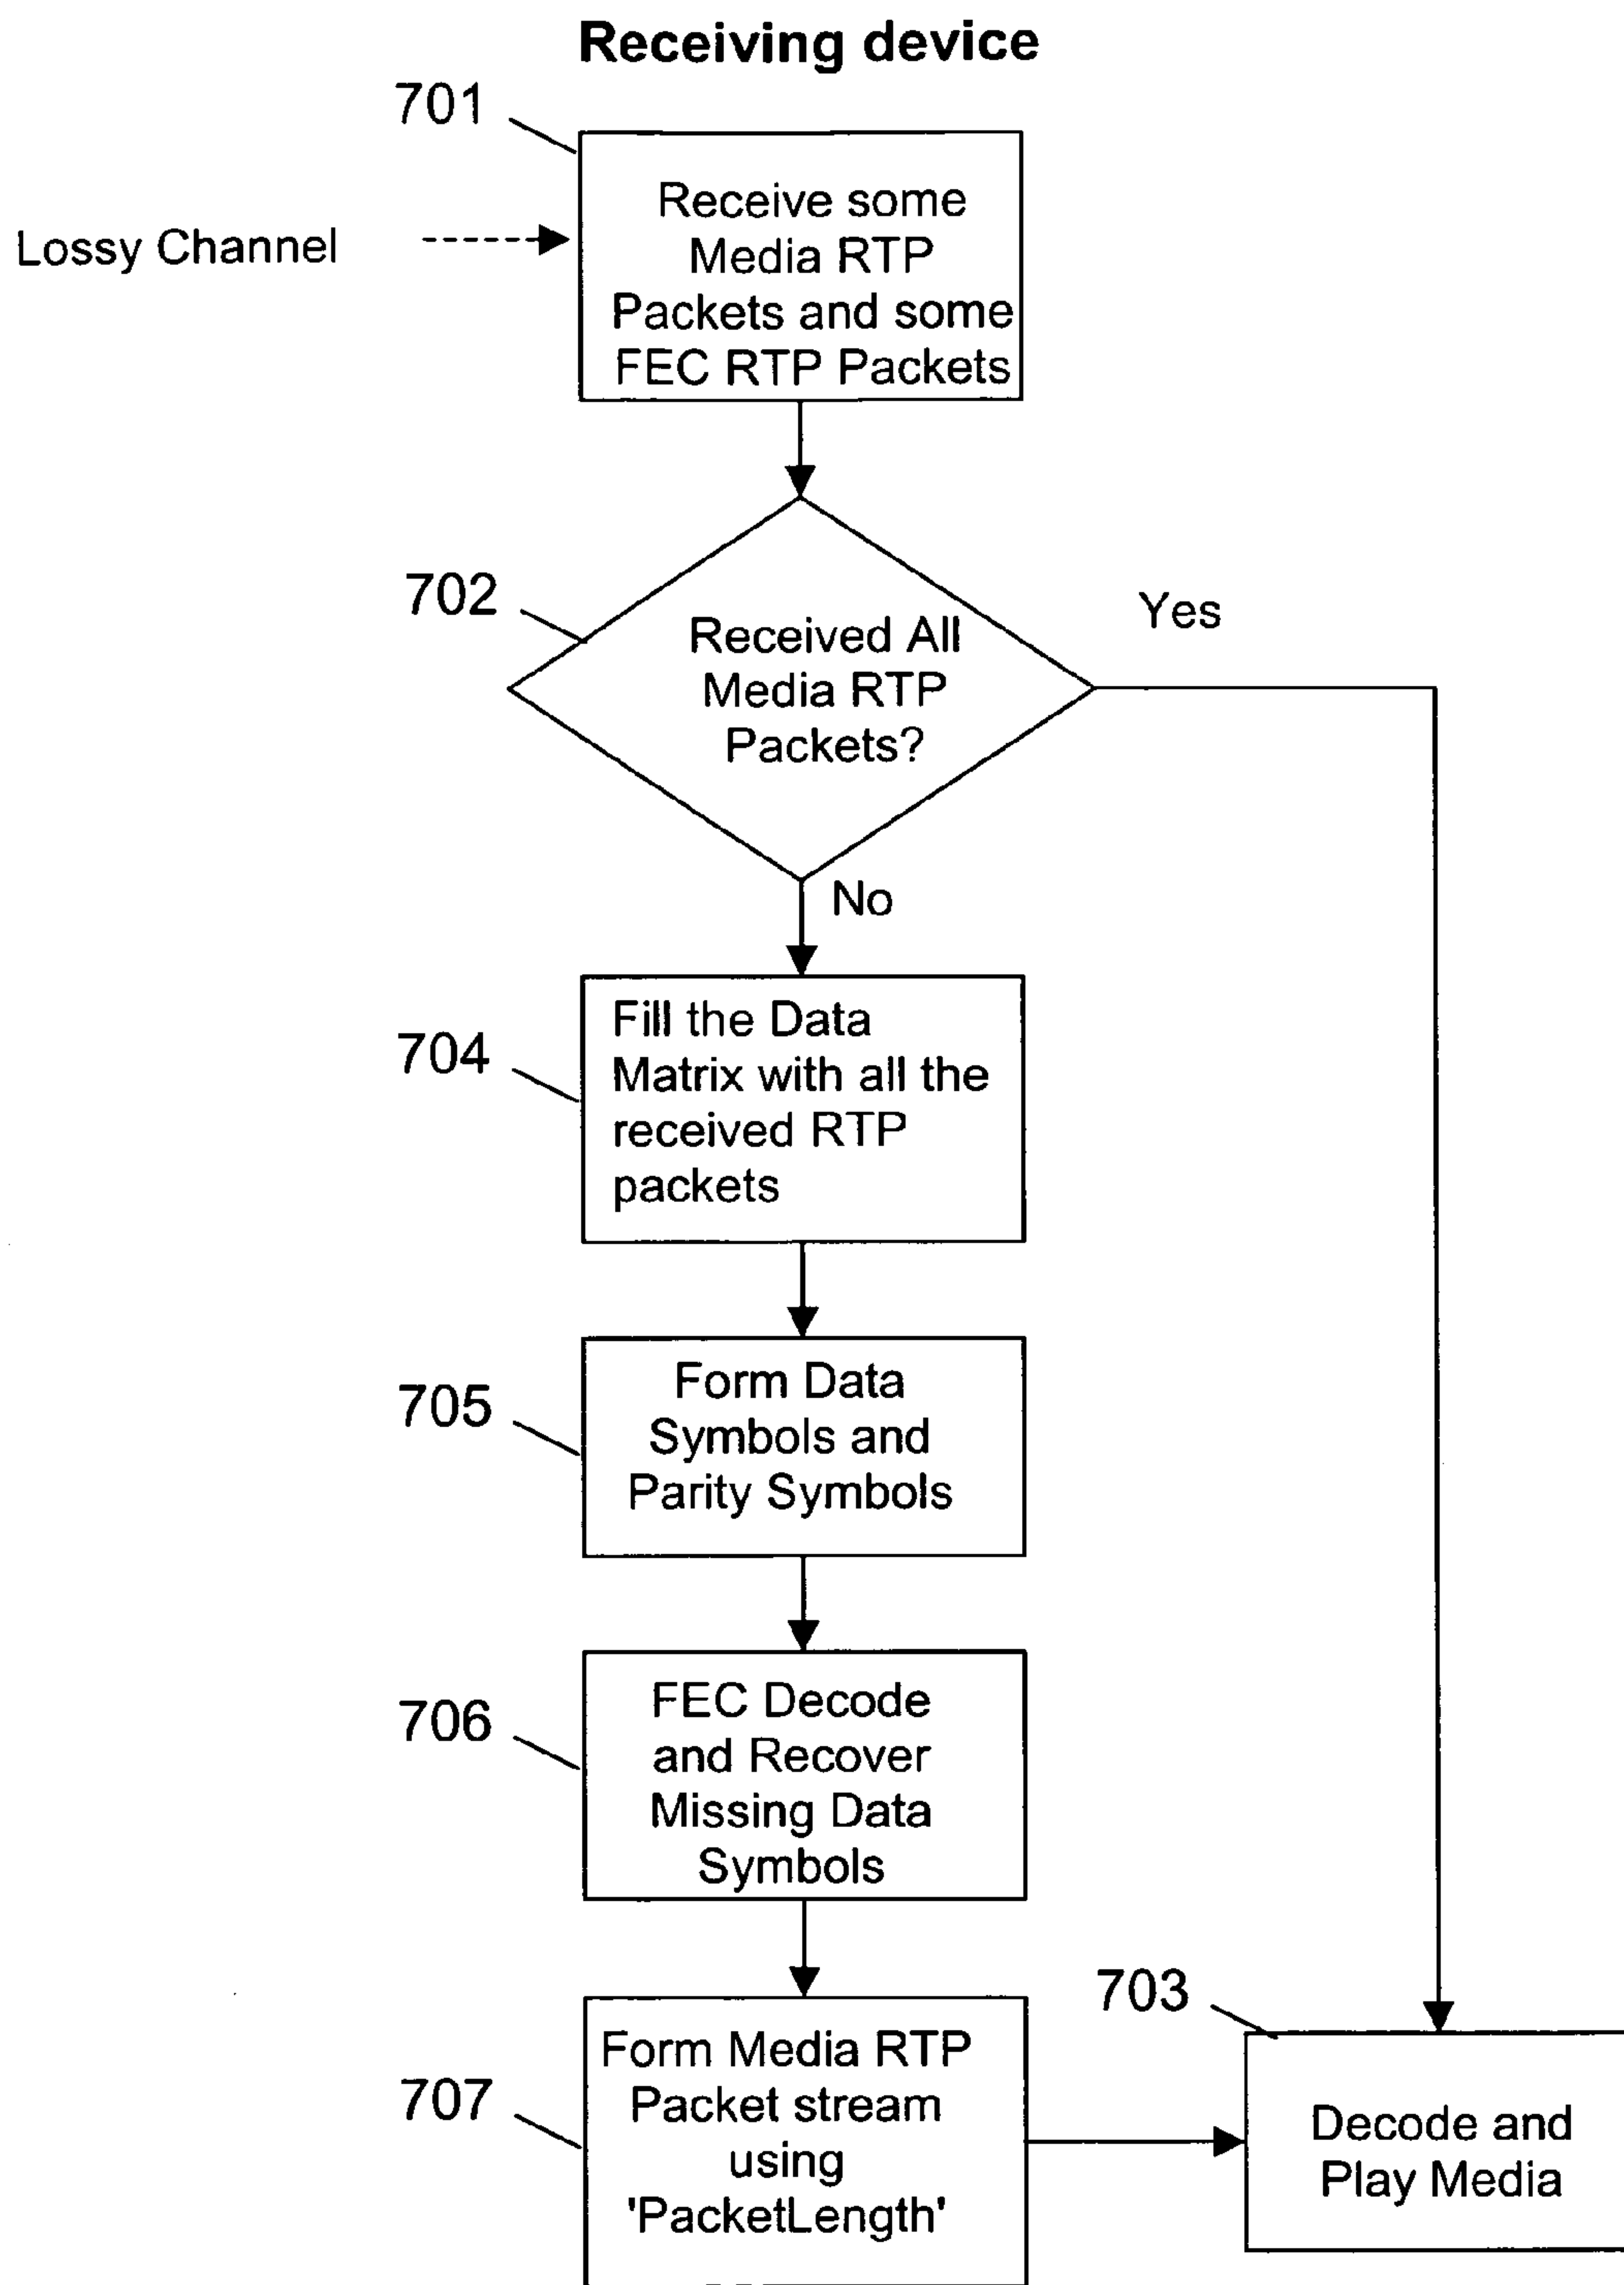 Receiving device
701
Lossy Channel
Receive some
Media RTP
Packets and some
FEC RTP Packets
702
Received All
Media RTP
Packets?
Yes
No
704
Fill the Data
Matrix with all the
received RTP
packets
705
Form Data
Symbols and
Parity Symbols
706
FEC Decode
and Recover
Missing Data
Symbols
707
Form Media RTP
Packet stream
using
'PacketLength'
703
Decode and
Play Media